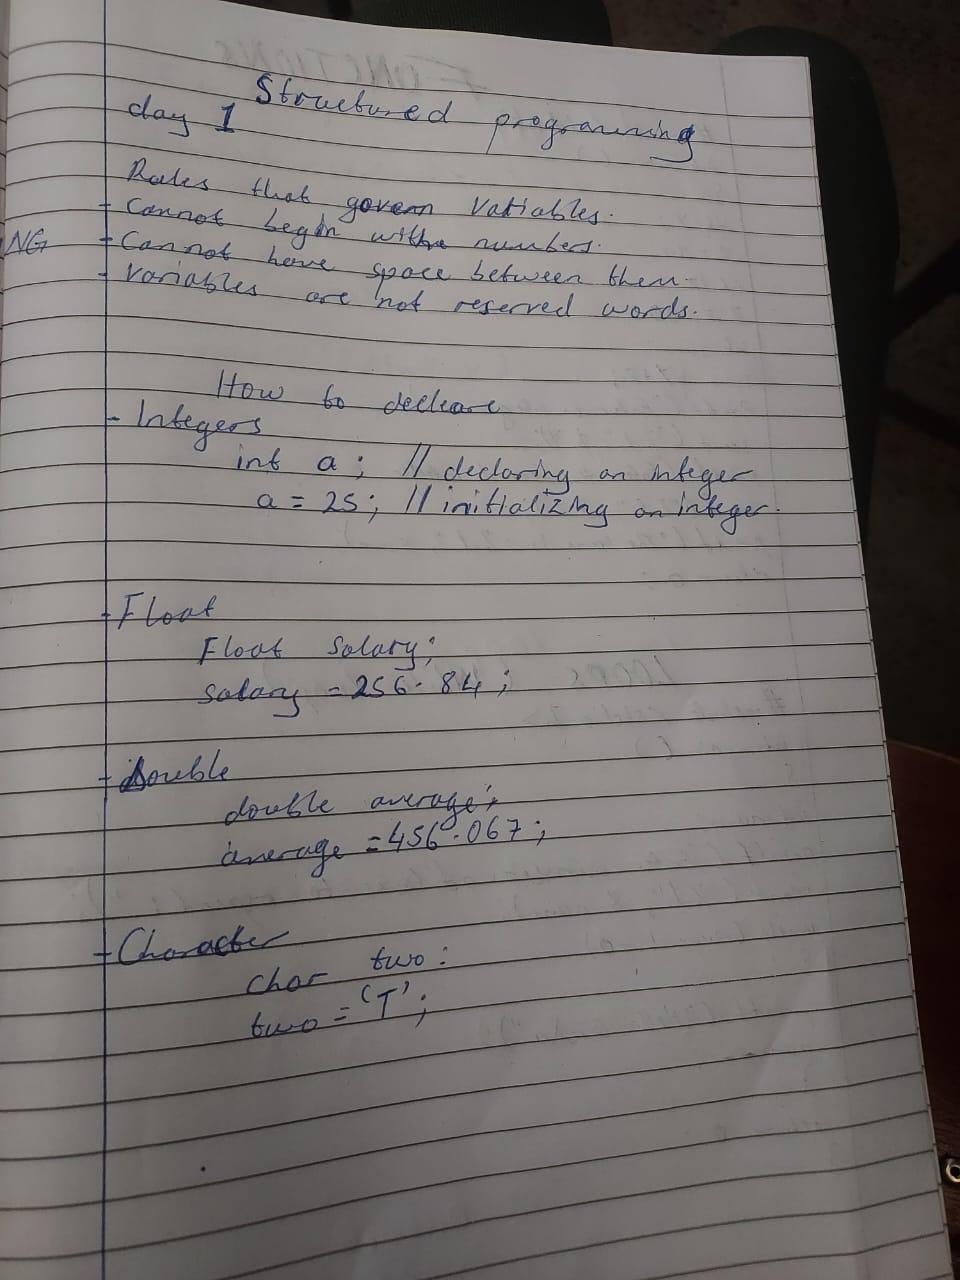 Structured programming
day 1
Rules that govern Variables.
- Cannot begin with numbers.
NG
- Cannot have space between them.
- Variables are not reserved words.
How to declare
- Integers
int a; // declaring an integer
a = 25; // initializing an integer.
- Float
Float Salary;
Salary = 256.84;
- Double
double average;
average = 456.067;
- Character
char two:
two = 'T';